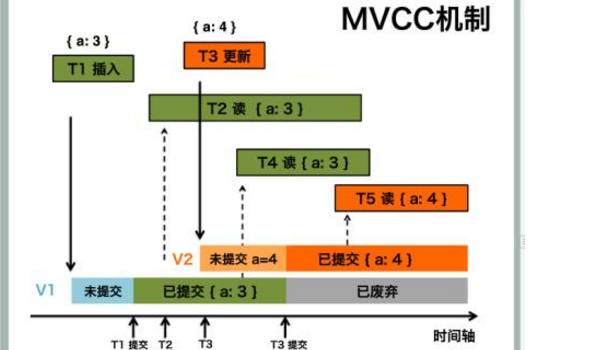 MVCC机制
{ a: 3 }
{ a: 4 }
T1 插入
T3 更新
T2 读 { a: 3 }
T4 读 { a: 3 }
T5 读 { a: 4 }
V2
未提交 a=4
已提交 { a: 4 }
V1
未提交
已提交 { a: 3 }
已废弃
时间轴
T1 提交
T2
T3
T3 提交